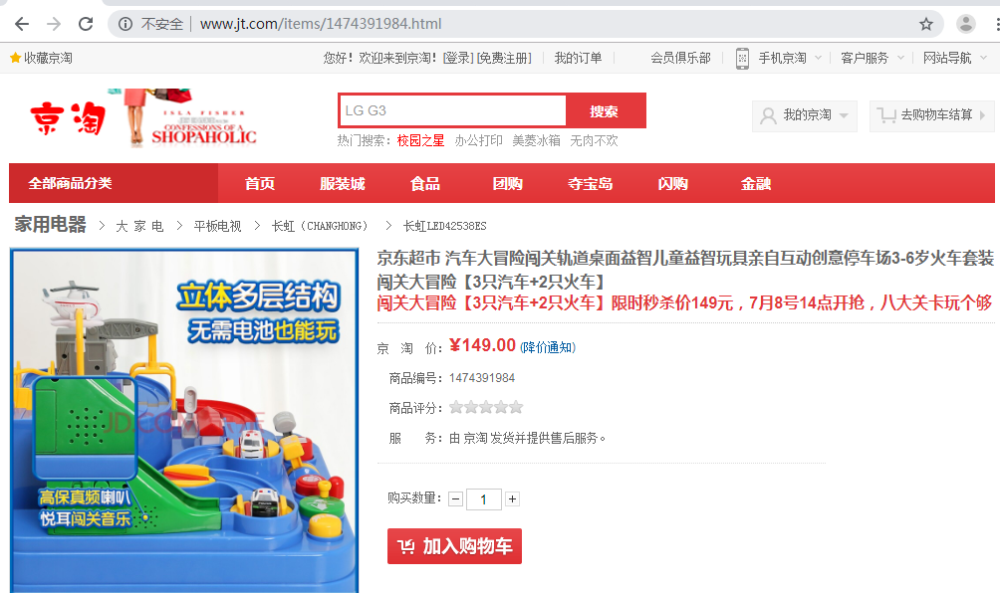 不安全 www.jt.com/items/1474391984.html
收藏京淘 您好！欢迎来到京淘！[登录] [免费注册] 我的订单 会员俱乐部 手机京淘 客户服务 网站导航
京淘
ISLA FISHER
CONFESSIONS OF A
SHOPAHOLIC
LG G3 搜索
我的京淘 去购物车结算
热门搜索： 校园之星 办公打印 美菱冰箱 无肉不欢
全部商品分类 首页 服装城 食品 团购 夺宝岛 闪购 金融
家用电器 > 大 家 电 > 平板电视 > 长虹（CHANGHONG） > 长虹LED42538ES
京东超市 汽车大冒险闯关轨道桌面益智儿童益智玩具亲自互动创意停车场3-6岁火车套装
闯关大冒险【3只汽车+2只火车】
闯关大冒险【3只汽车+2只火车】限时秒杀价149元，7月8号14点开抢，八大关卡玩个够
立体多层结构
无需电池也能玩
高保真频喇叭
悦耳闯关音乐
京 淘 价：¥149.00 (降价通知)
商品编号：1474391984
商品评分：
服 务：由 京淘 发货并提供售后服务。
购买数量： − 1 +
加入购物车